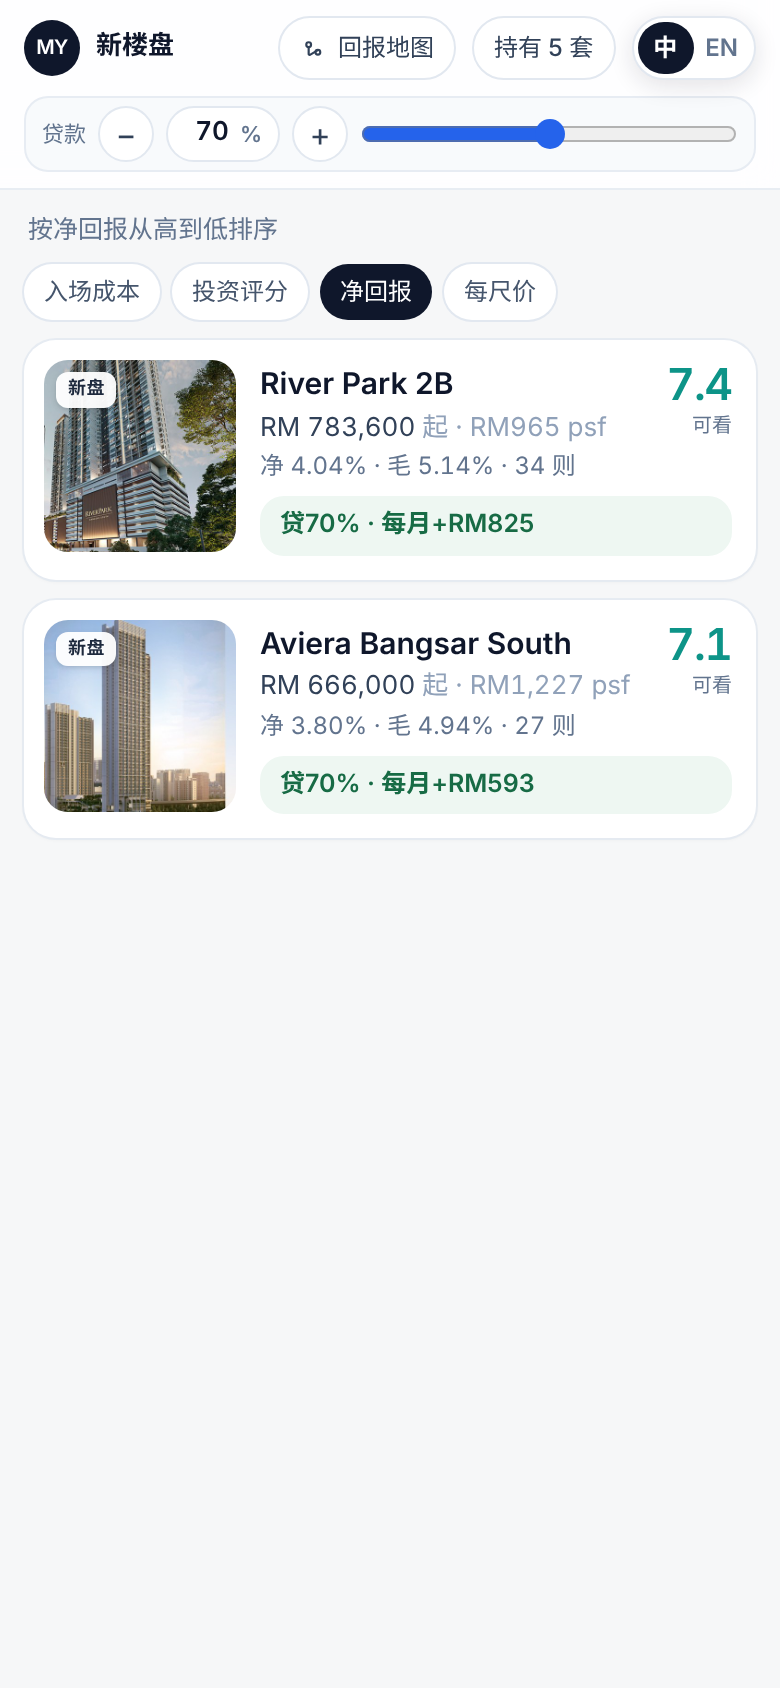 MY 新楼盘 回报地图 持有 5 套 中 EN
贷款 − 70 % +
按净回报从高到低排序
入场成本 投资评分 净回报 每尺价
新盘
RIVER PARK
River Park 2B 7.4
RM 783,600 起 · RM965 psf 可看
净 4.04% · 毛 5.14% · 34 则
贷70% · 每月+RM825
新盘
Aviera Bangsar South 7.1
RM 666,000 起 · RM1,227 psf 可看
净 3.80% · 毛 4.94% · 27 则
贷70% · 每月+RM593